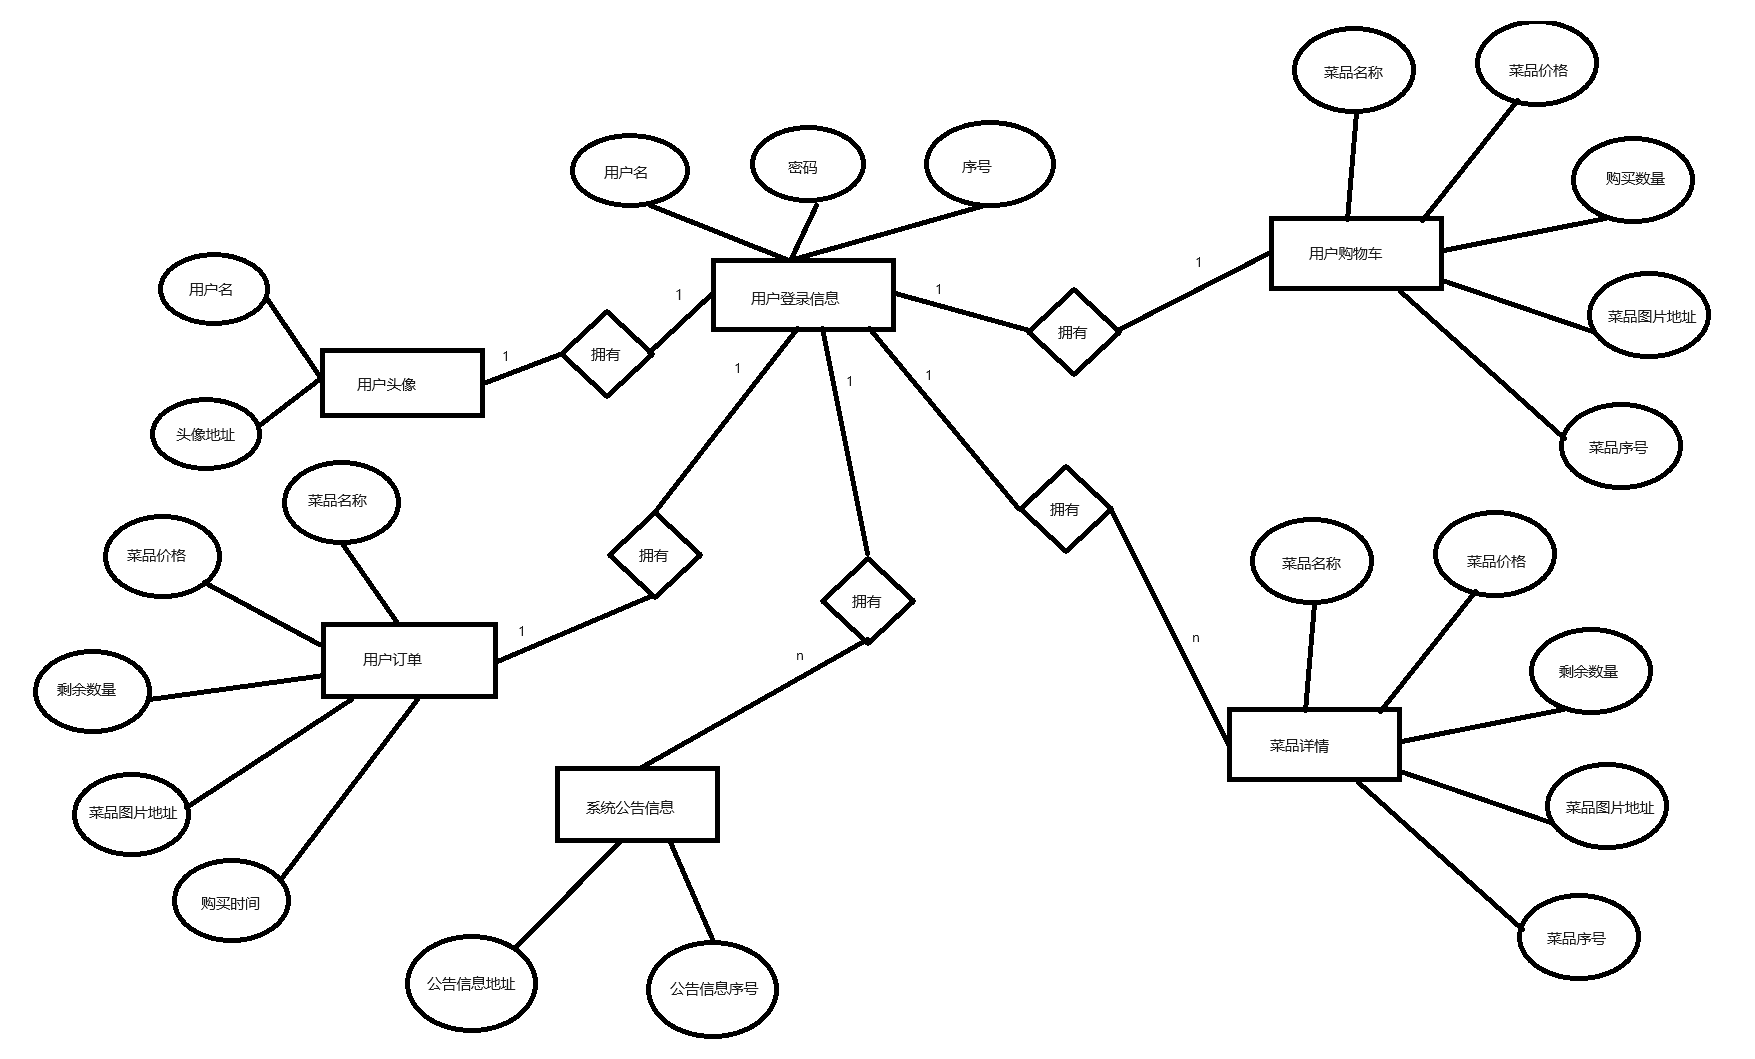 菜品名称
菜品价格
用户名
密码
序号
购买数量
用户购物车
用户名
用户登录信息
1
1
1
菜品图片地址
拥有
拥有
1
用户头像
1
1
1
头像地址
菜品序号
菜品名称
拥有
菜品价格
拥有
菜品名称
菜品价格
拥有
1
n
用户订单
n
剩余数量
剩余数量
菜品详情
菜品图片地址
系统公告信息
菜品图片地址
购买时间
菜品序号
公告信息地址
公告信息序号